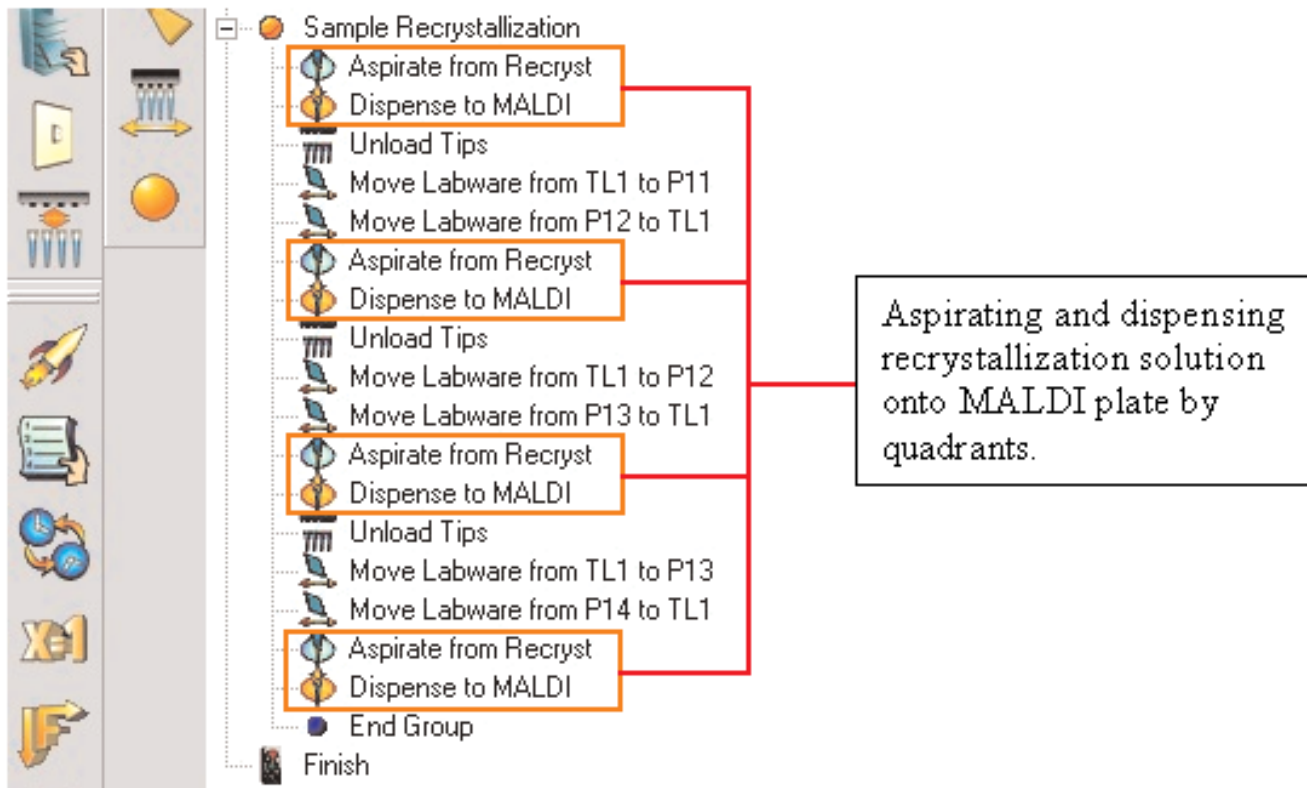 Sample Recrystallization
Aspirate from Recryst
Dispense to MALDI
Unload Tips
Move Labware from TL1 to P11
Move Labware from P12 to TL1
Aspirate from Recryst
Dispense to MALDI
Unload Tips
Move Labware from TL1 to P12
Move Labware from P13 to TL1
Aspirate from Recryst
Dispense to MALDI
Unload Tips
Move Labware from TL1 to P13
Move Labware from P14 to TL1
Aspirate from Recryst
Dispense to MALDI
End Group
Finish
Aspirating and dispensing
recrystallization solution
onto MALDI plate by
quadrants.
X=1
F